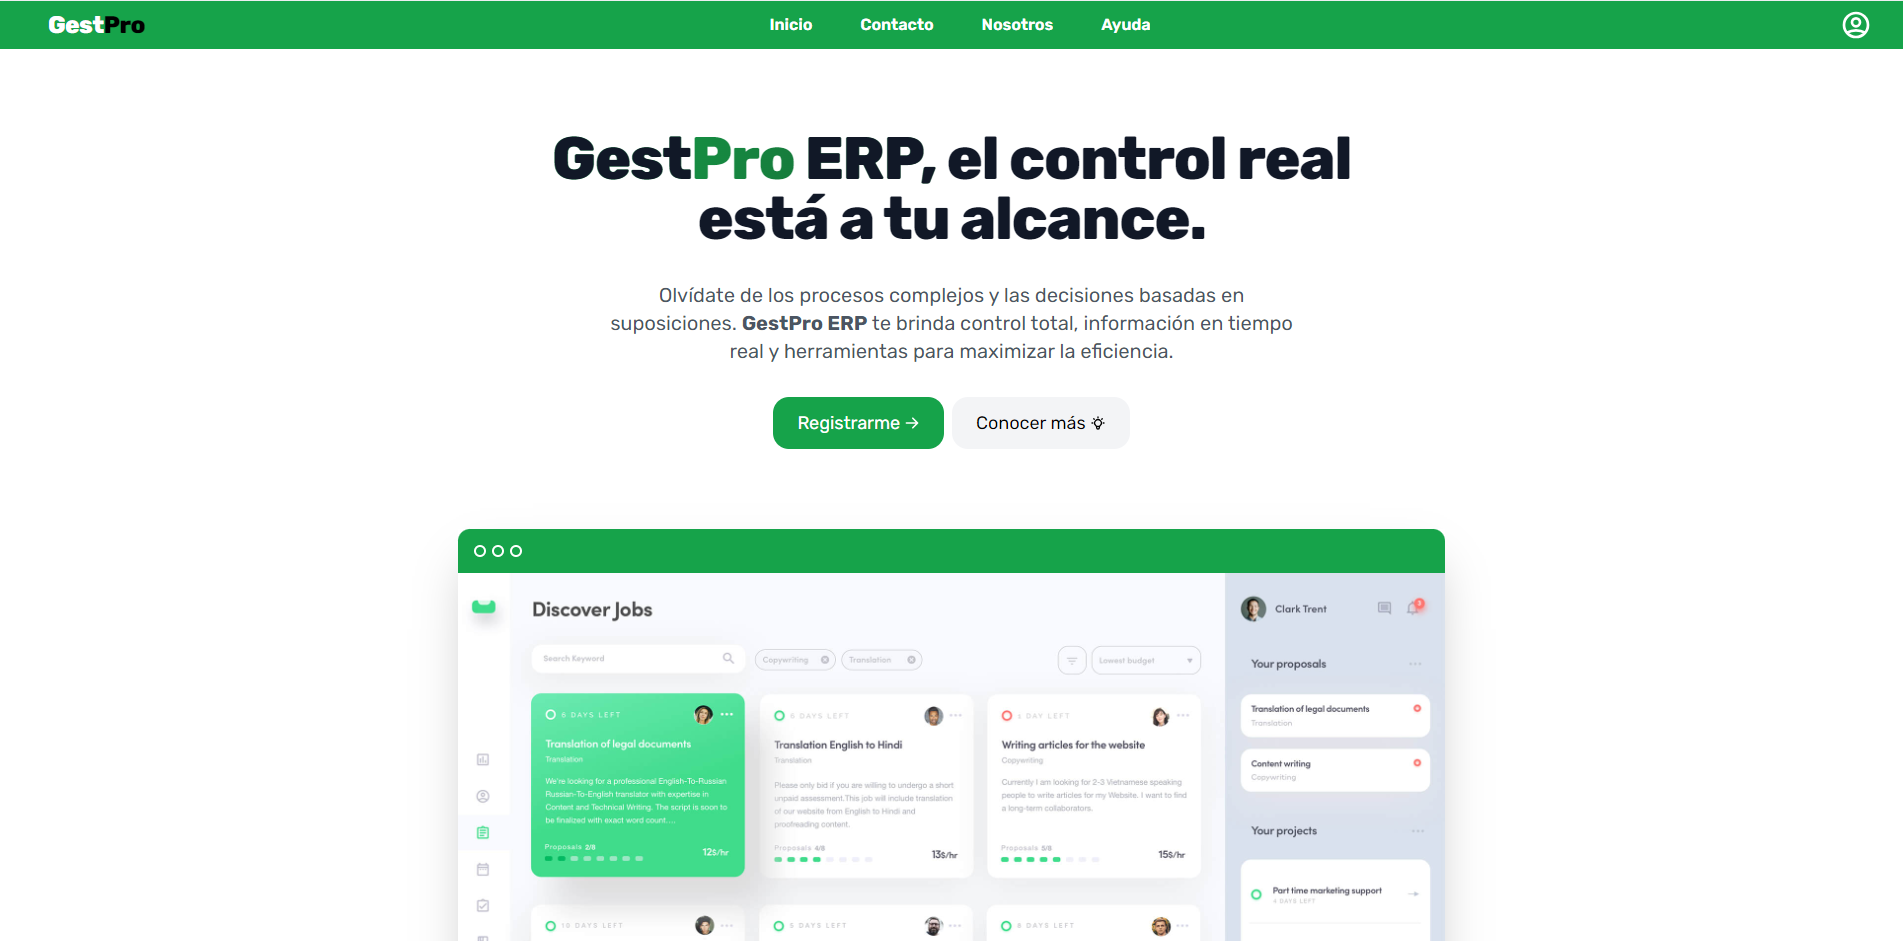 GestPro
Inicio
Contacto
Nosotros
Ayuda
GestPro ERP, el control real
está a tu alcance.
Olvídate de los procesos complejos y las decisiones basadas en
suposiciones. GestPro ERP te brinda control total, información en tiempo
real y herramientas para maximizar la eficiencia.
Registrarme →
Conocer más
Discover Jobs
Search Keyword
Copywriting
Translation
Lowest budget
6 DAYS LEFT
Translation of legal documents
Translation
We're looking for a professional English-To-Russian
Russian-To-English translator with expertise in
Content and Technical Writing. The script is soon to
be finalized with exact word count....
Proposals 2/8
12$/hr
6 DAYS LEFT
Translation English to Hindi
Translation
Please only bid if you are willing to undergo a short
unpaid assessment.This job will include translation
of our website from English to Hindi and
proofreading content.
Proposals 4/8
13$/hr
DAY LEFT
Writing articles for the website
Copywriting
Currently I am looking for 2-3 Vietnamese speaking
people to write articles for my Website. I want to find
a long-term collaborators.
Proposals 5/8
15$/hr
10 DAYS LEFT
5 DAYS LEFT
8 DAYS LEFT
Clark Trent
3
Your proposals
Translation of legal documents
Translation
Content writing
Copywriting
Your projects
Part time marketing support
DAYS LEFT